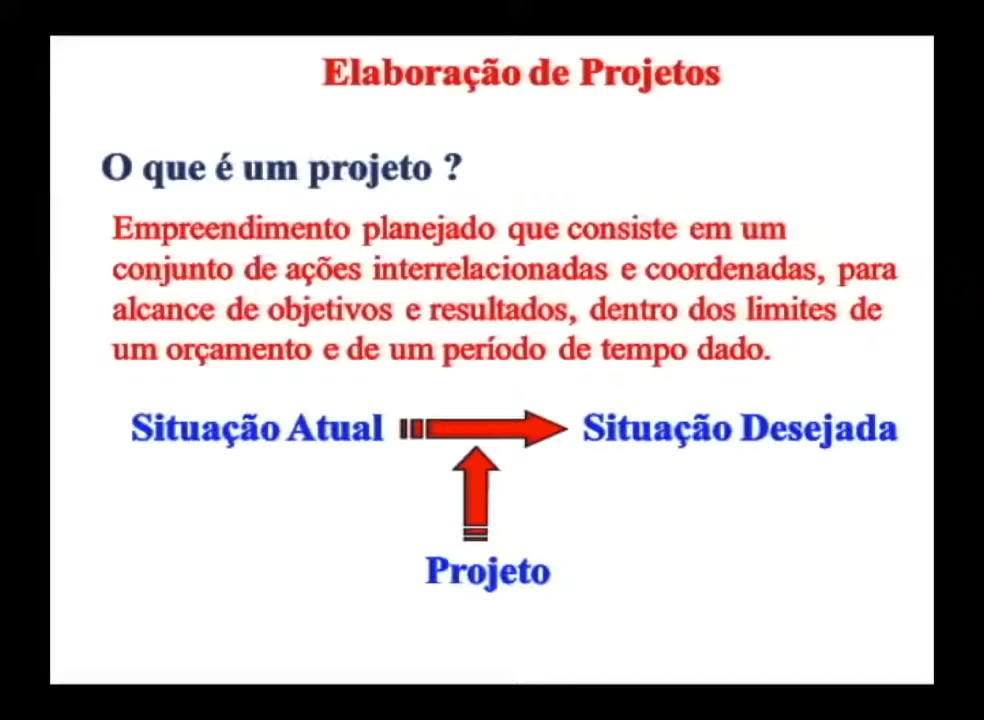 Elaboração de Projetos
O que é um projeto ?
Empreendimento planejado que consiste em um
conjunto de ações interrelacionadas e coordenadas, para
alcance de objetivos e resultados, dentro dos limites de
um orçamento e de um período de tempo dado.
Situação Atual Situação Desejada
Projeto